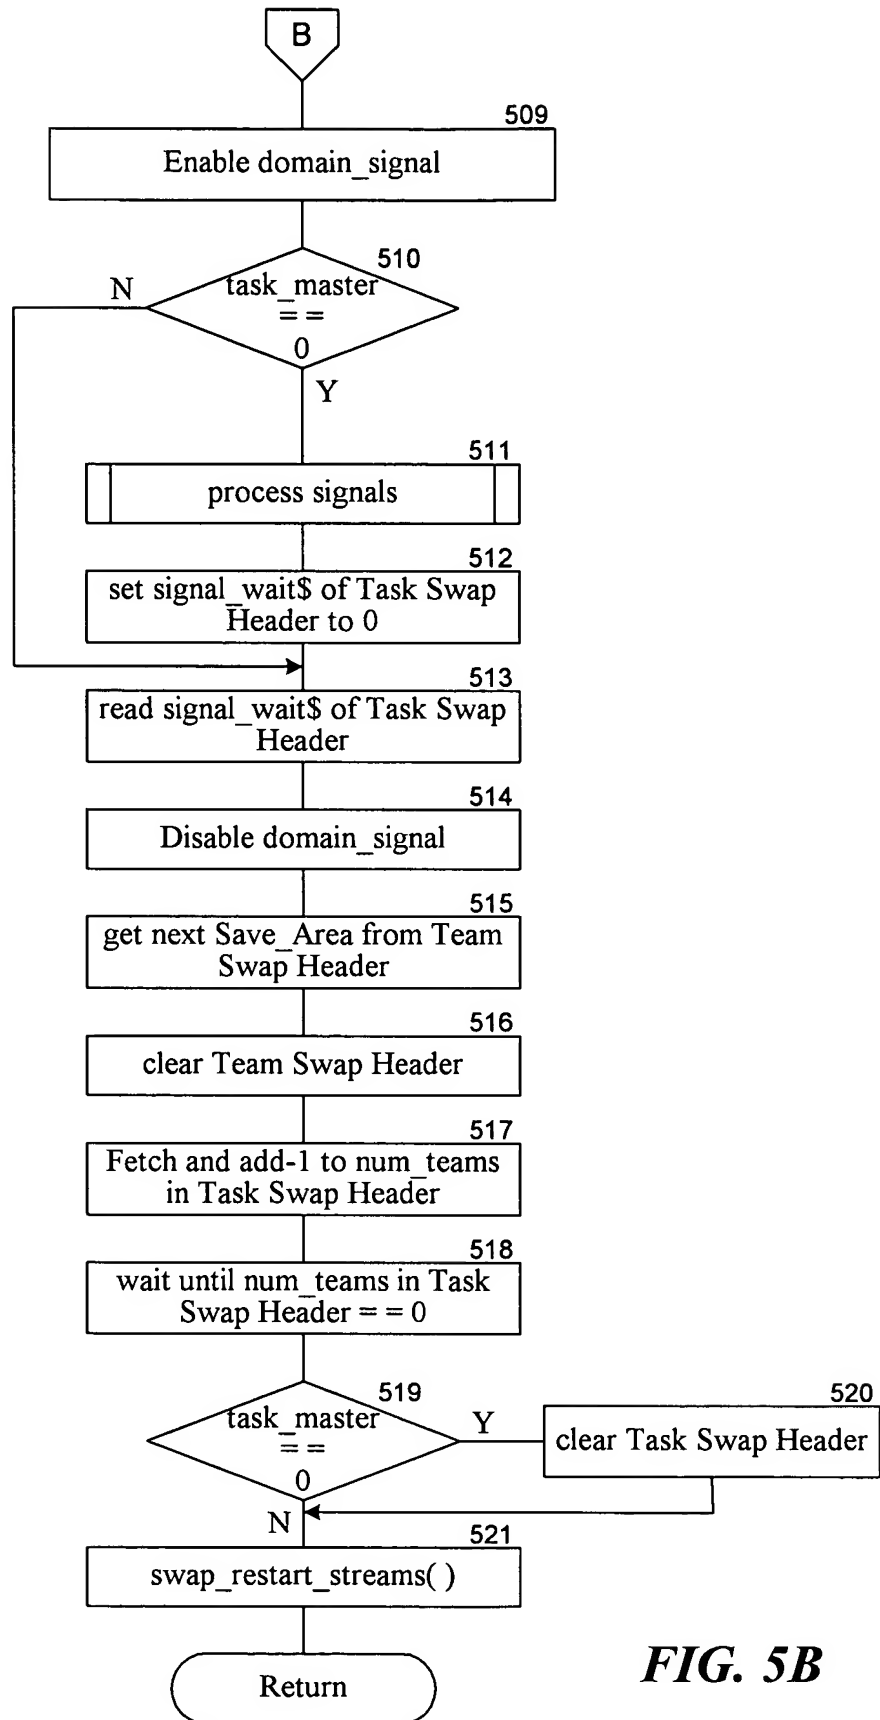 B
509
Enable domain_signal
510
task_master
N
= =
0
Y
511
process signals
512
set signal_wait$ of Task Swap
Header to 0
513
read signal_wait$ of Task Swap
Header
514
Disable domain_signal
515
get next Save_Area from Team
Swap Header
516
clear Team Swap Header
517
Fetch and add-1 to num_teams
in Task Swap Header
518
wait until num_teams in Task
Swap Header = = 0
519
task_master
= =
0
Y
520
clear Task Swap Header
N
521
swap_restart_streams( )
Return
FIG. 5B